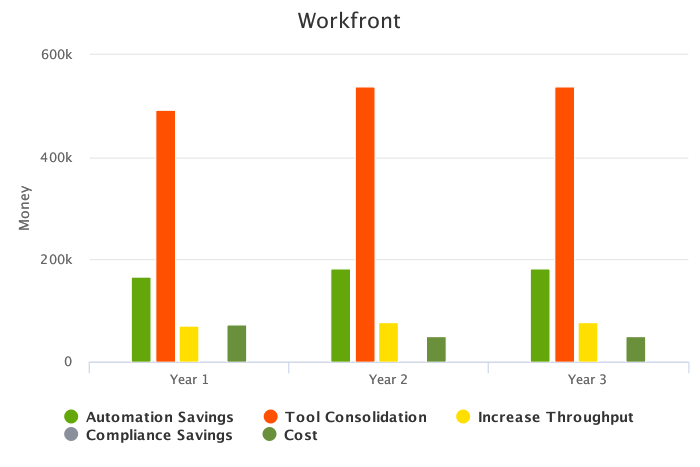 Workfront
600k
400k
200k
0
Money
Year 1 Year 2 Year 3
Automation Savings Tool Consolidation Increase Throughput
Compliance Savings Cost